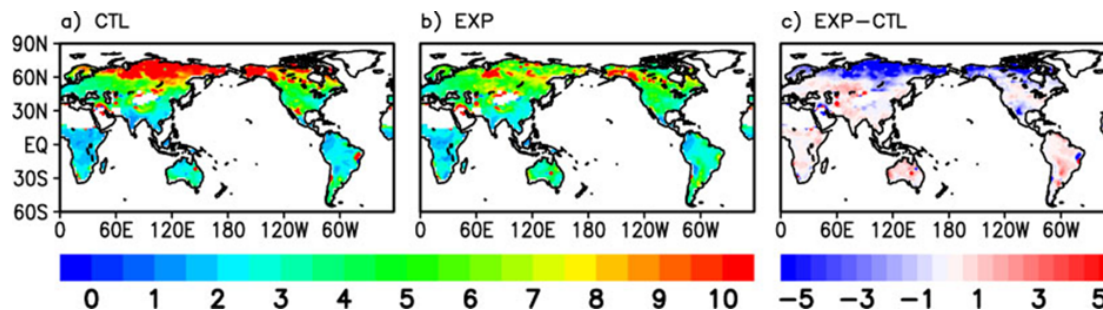 a) CTL
b) EXP
c) EXP-CTL
90N
60N
30N
EQ
30S
60S
0 60E 120E 180 120W 60W
0 60E 120E 180 120W 60W
0 60E 120E 180 120W 60W
0 1 2 3 4 5 6 7 8 9 10
-5 -3 -1 1 3 5